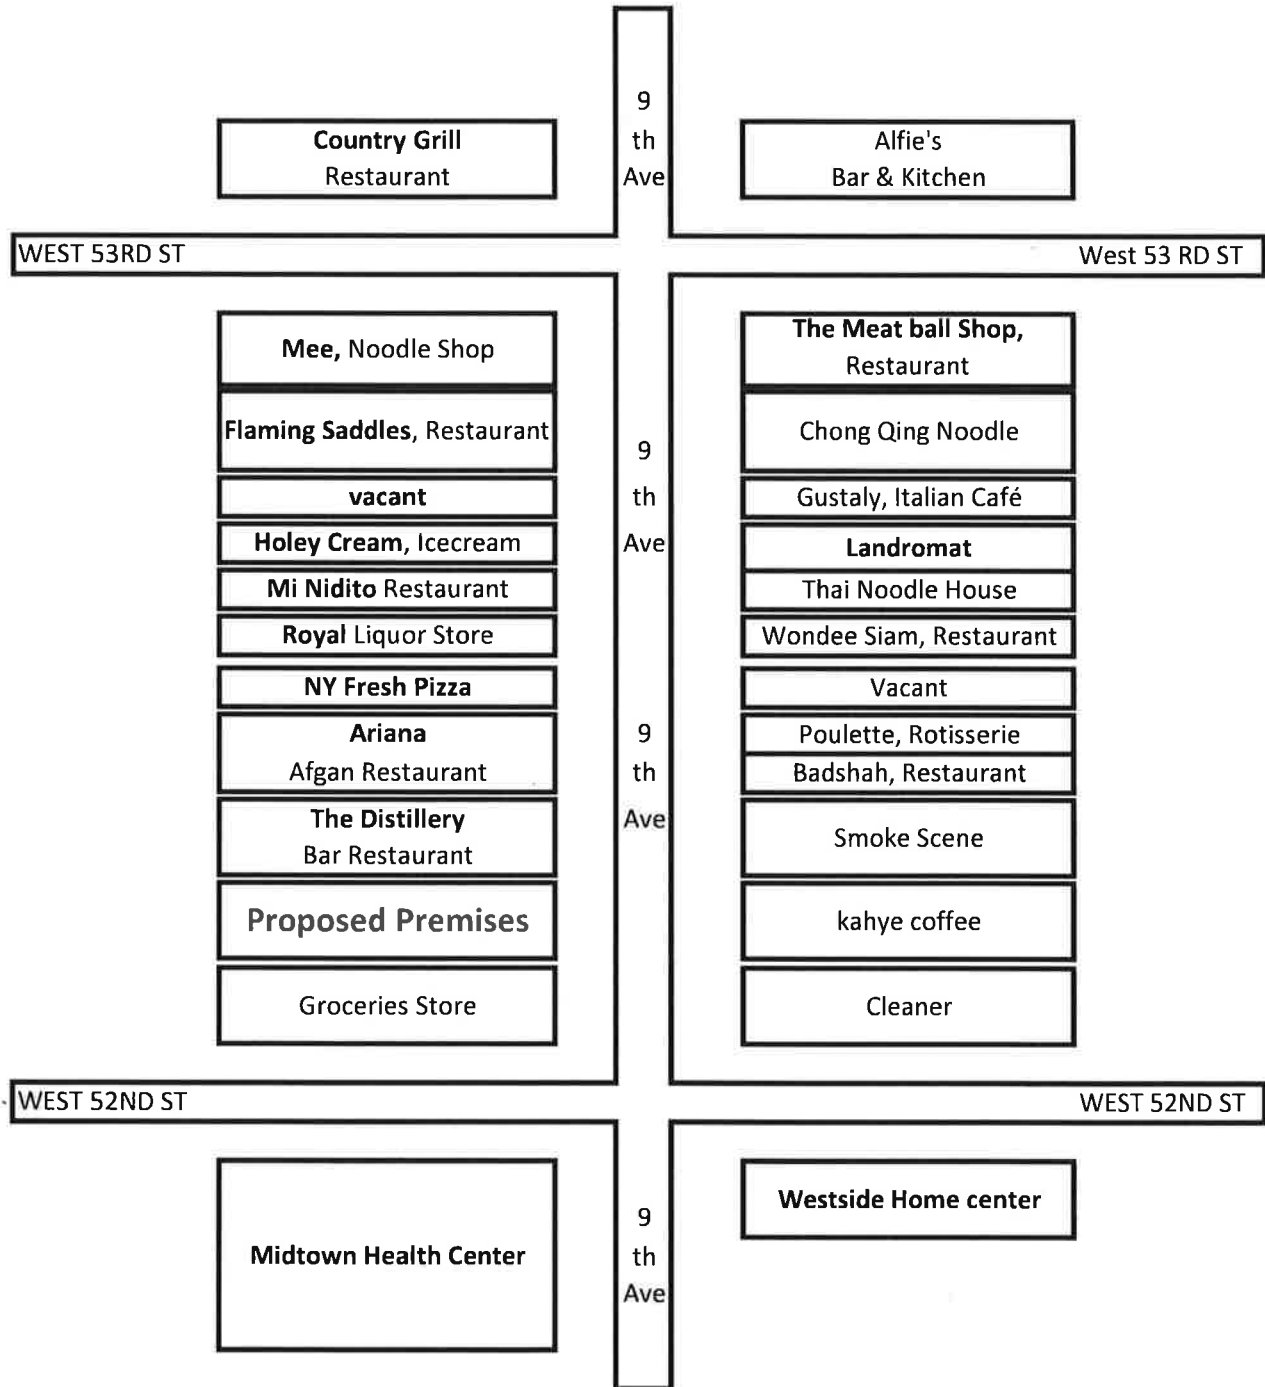 9
th
Ave
Country Grill
Restaurant
Alfie's
Bar & Kitchen
WEST 53RD ST
West 53 RD ST
Mee, Noodle Shop
The Meat ball Shop,
Restaurant
Flaming Saddles, Restaurant
Chong Qing Noodle
9
th
Ave
vacant
Gustaly, Italian Café
Holey Cream, Icecream
Landromat
Mi Nidito Restaurant
Thai Noodle House
Royal Liquor Store
Wondee Siam, Restaurant
NY Fresh Pizza
Vacant
Ariana
Afgan Restaurant
9
th
Ave
Poulette, Rotisserie
Badshah, Restaurant
The Distillery
Bar Restaurant
Smoke Scene
Proposed Premises
kahye coffee
Groceries Store
Cleaner
WEST 52ND ST
WEST 52ND ST
Midtown Health Center
9
th
Ave
Westside Home center